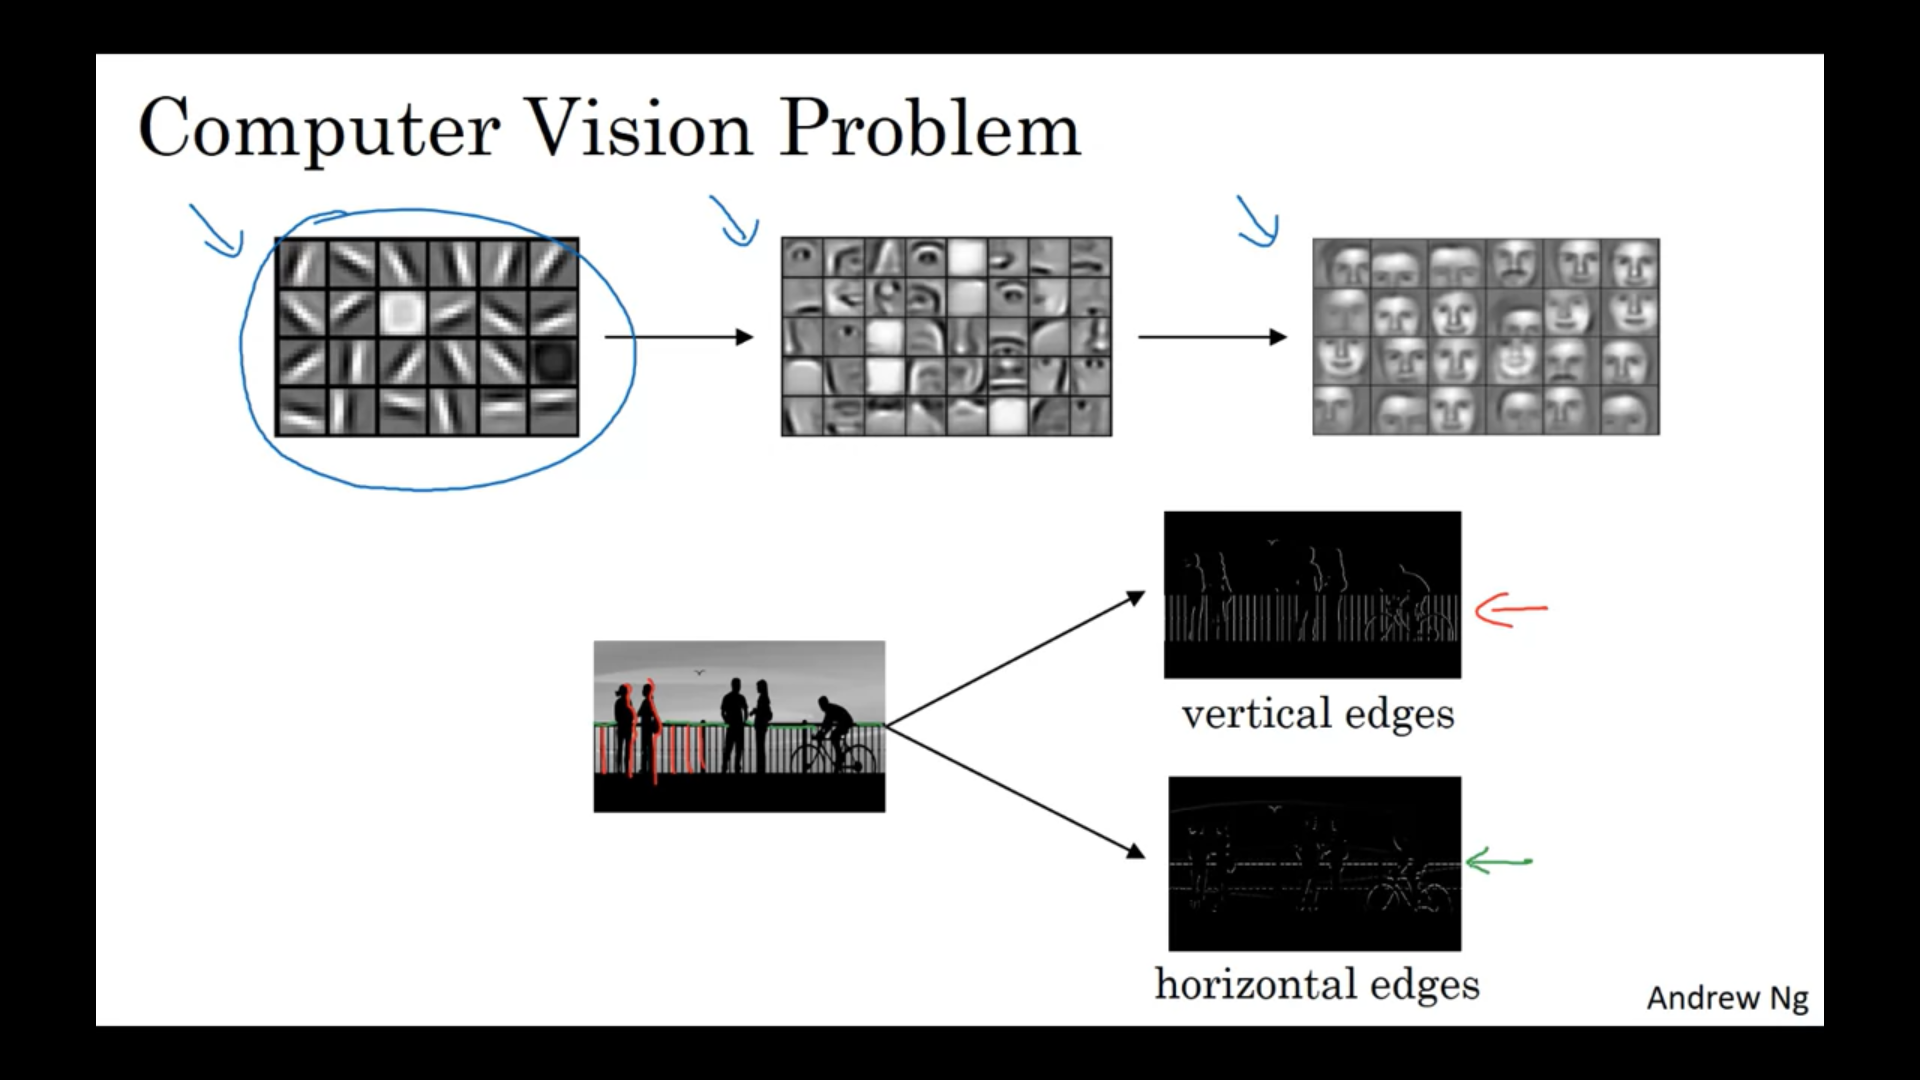 Computer Vision Problem
vertical edges
horizontal edges
Andrew Ng